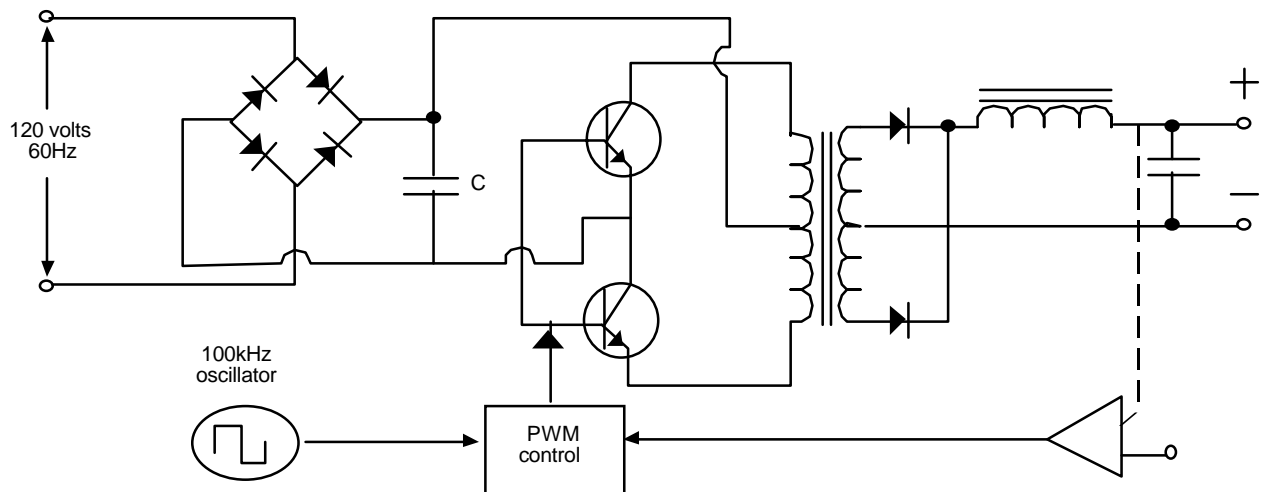 120 volts
60Hz
C
+
−
100kHz
oscillator
PWM
control